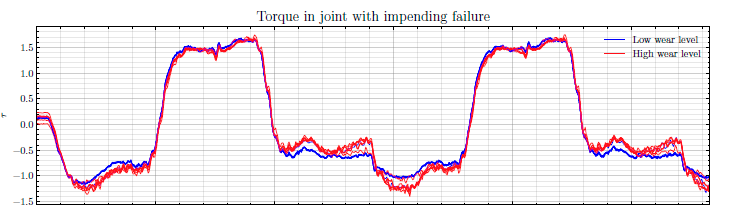 Torque in joint with impending failure
Low wear level
High wear level
1.5
1.0
0.5
0.0
−0.5
−1.0
−1.5
τ